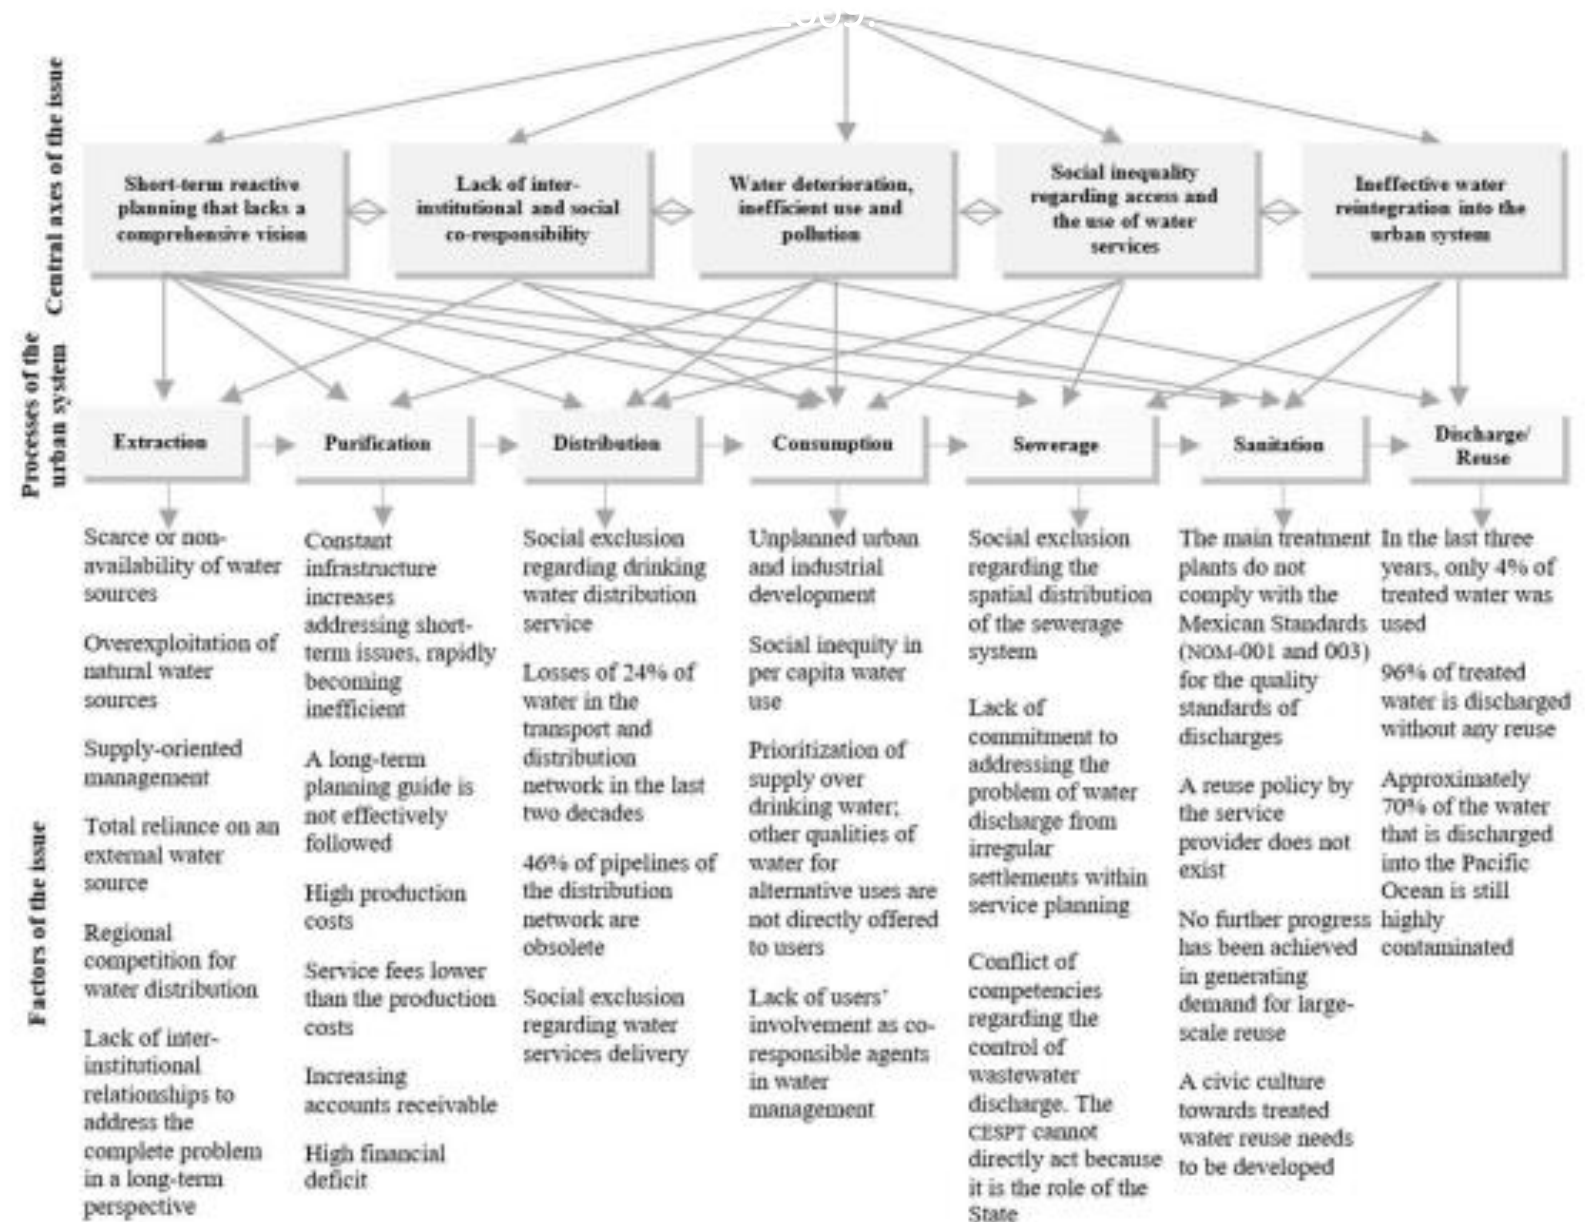 2009.
Central axes of the issue
Short-term reactive
planning that lacks a
comprehensive vision
Lack of inter-
institutional and social
co-responsibility
Water deterioration,
inefficient use and
pollution
Social inequality
regarding access and
the use of water
services
Ineffective water
reintegration into the
urban system
Processes of the
urban system
Extraction
Purification
Distribution
Consumption
Sewerage
Sanitation
Discharge/
Reuse
Factors of the issue
Scarce or non-
availability of water
sources
Overexploitation of
natural water
sources
Supply-oriented
management
Total reliance on an
external water
source
Regional
competition for
water distribution
Lack of inter-
institutional
relationships to
address the
complete problem
in a long-term
perspective
Constant
infrastructure
increases
addressing short-
term issues, rapidly
becoming
inefficient
A long-term
planning guide is
not effectively
followed
High production
costs
Service fees lower
than the production
costs
Increasing
accounts receivable
High financial
deficit
Social exclusion
regarding drinking
water distribution
service
Losses of 24% of
water in the
transport and
distribution
network in the last
two decades
46% of pipelines of
the distribution
network are
obsolete
Social exclusion
regarding water
services delivery
Unplanned urban
and industrial
development
Social inequity in
per capita water
use
Prioritization of
supply over
drinking water;
other qualities of
water for
alternative uses are
not directly offered
to users
Lack of users'
involvement as co-
responsible agents
in water
management
Social exclusion
regarding the
spatial distribution
of the sewerage
system
Lack of
commitment to
addressing the
problem of water
discharge from
irregular
settlements within
service planning
Conflict of
competencies
regarding the
control of
wastewater
discharge. The
CESPT cannot
directly act because
it is the role of the
State
The main treatment
plants do not
comply with the
Mexican Standards
(NOM-001 and 003)
for the quality
standards of
discharges
A reuse policy by
the service
provider does not
exist
No further progress
has been achieved
in generating
demand for large-
scale reuse
A civic culture
towards treated
water reuse needs
to be developed
In the last three
years, only 4% of
treated water was
used
96% of treated
water is discharged
without any reuse
Approximately
70% of the water
that is discharged
into the Pacific
Ocean is still
highly
contaminated